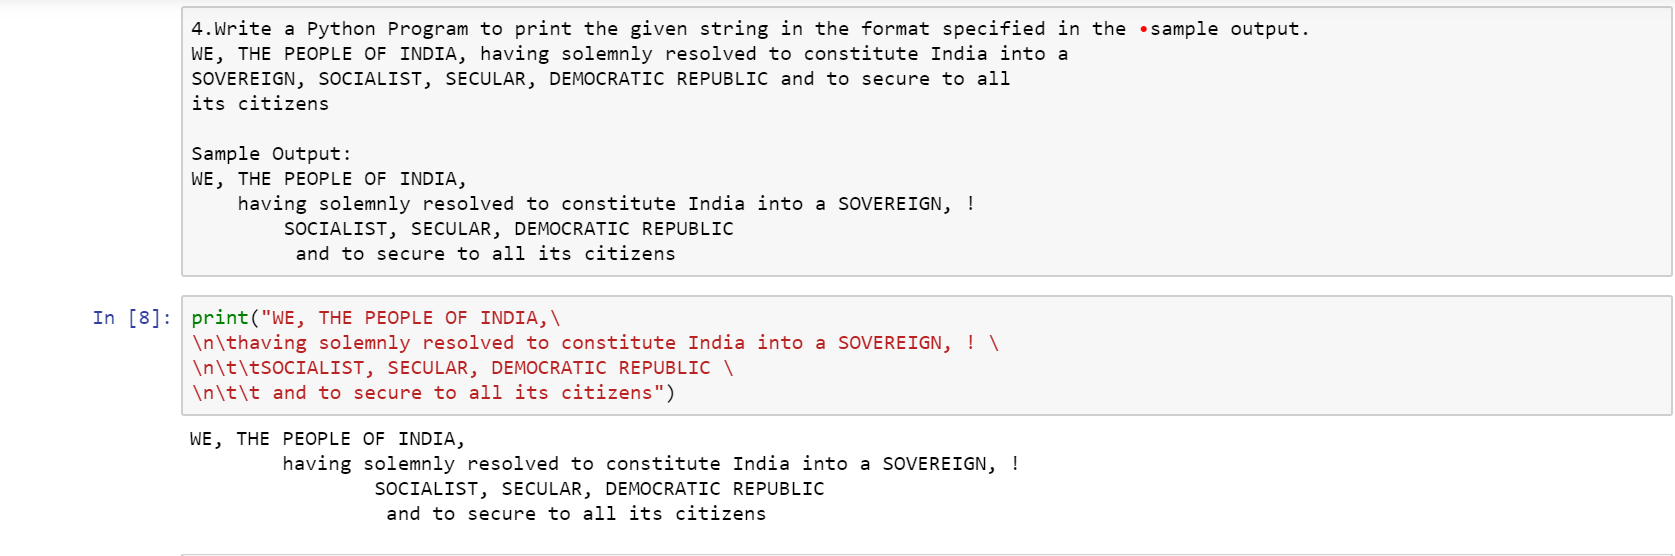 4.Write a Python Program to print the given string in the format specified in the •sample output.
WE, THE PEOPLE OF INDIA, having solemnly resolved to constitute India into a
SOVEREIGN, SOCIALIST, SECULAR, DEMOCRATIC REPUBLIC and to secure to all
its citizens

Sample Output:
WE, THE PEOPLE OF INDIA,
    having solemnly resolved to constitute India into a SOVEREIGN, !
        SOCIALIST, SECULAR, DEMOCRATIC REPUBLIC
         and to secure to all its citizens
In [8]: print("WE, THE PEOPLE OF INDIA,\
\n\thaving solemnly resolved to constitute India into a SOVEREIGN, ! \
\n\t\tSOCIALIST, SECULAR, DEMOCRATIC REPUBLIC \
\n\t\t and to secure to all its citizens")
WE, THE PEOPLE OF INDIA,
        having solemnly resolved to constitute India into a SOVEREIGN, !
                SOCIALIST, SECULAR, DEMOCRATIC REPUBLIC
                 and to secure to all its citizens